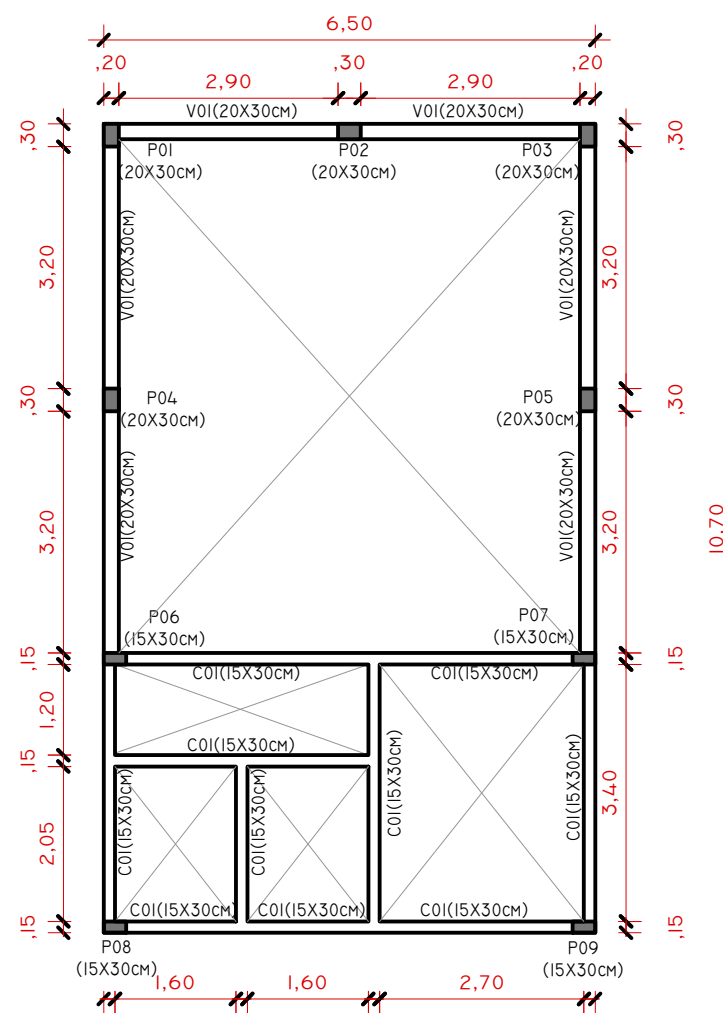 6,50
,20
,30
,20
2,90
2,90
V01(20X30CM)
V01(20X30CM)
,30
,30
P01
P02
P03
(20X30CM)
(20X30CM)
(20X30CM)
3,20
V01(20X30CM)
V01(20X30CM)
3,20
,30
P04
P05
,30
(20X30CM)
(20X30CM)
3,20
V01(20X30CM)
V01(20X30CM)
3,20
10.70
P06
P07
(15X30CM)
(15X30CM)
,15
,15
C01(15X30CM)
C01(15X30CM)
1,20
C01(15X30CM)
,15
C01(15X30CM)
C01(15X30CM)
C01(15X30CM)
C01(15X30CM)
3,40
2,05
C01(15X30CM)
C01(15X30CM)
C01(15X30CM)
,15
,15
P08
P09
(15X30CM)
(15X30CM)
1,60
1,60
2,70